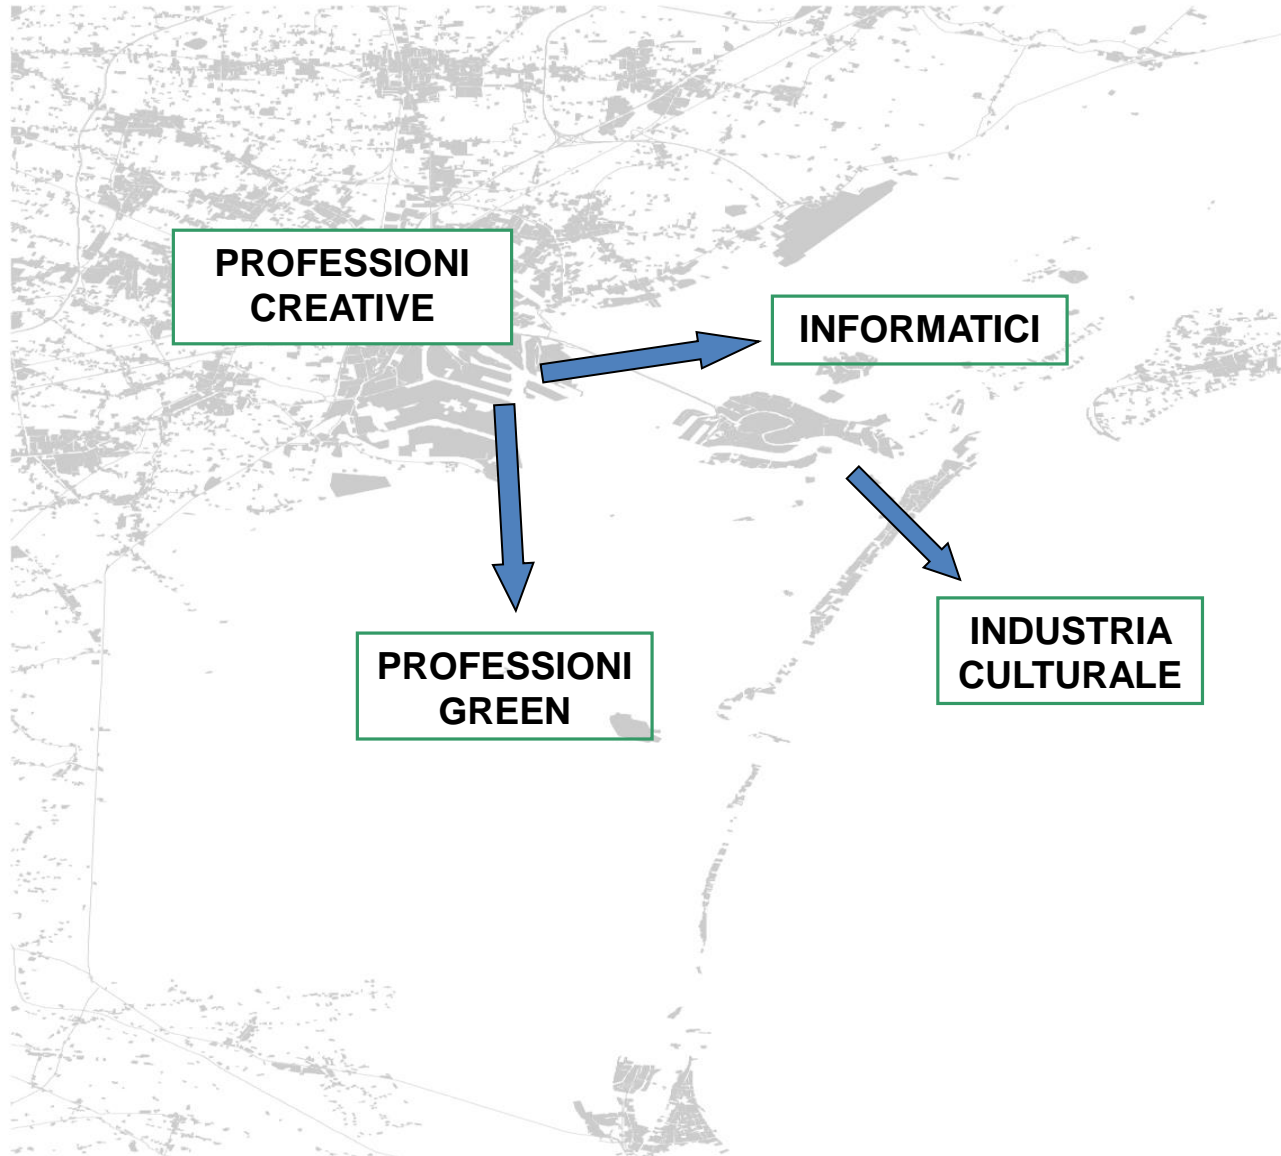 PROFESSIONI
CREATIVE
INFORMATICI
INDUSTRIA
CULTURALE
PROFESSIONI
GREEN